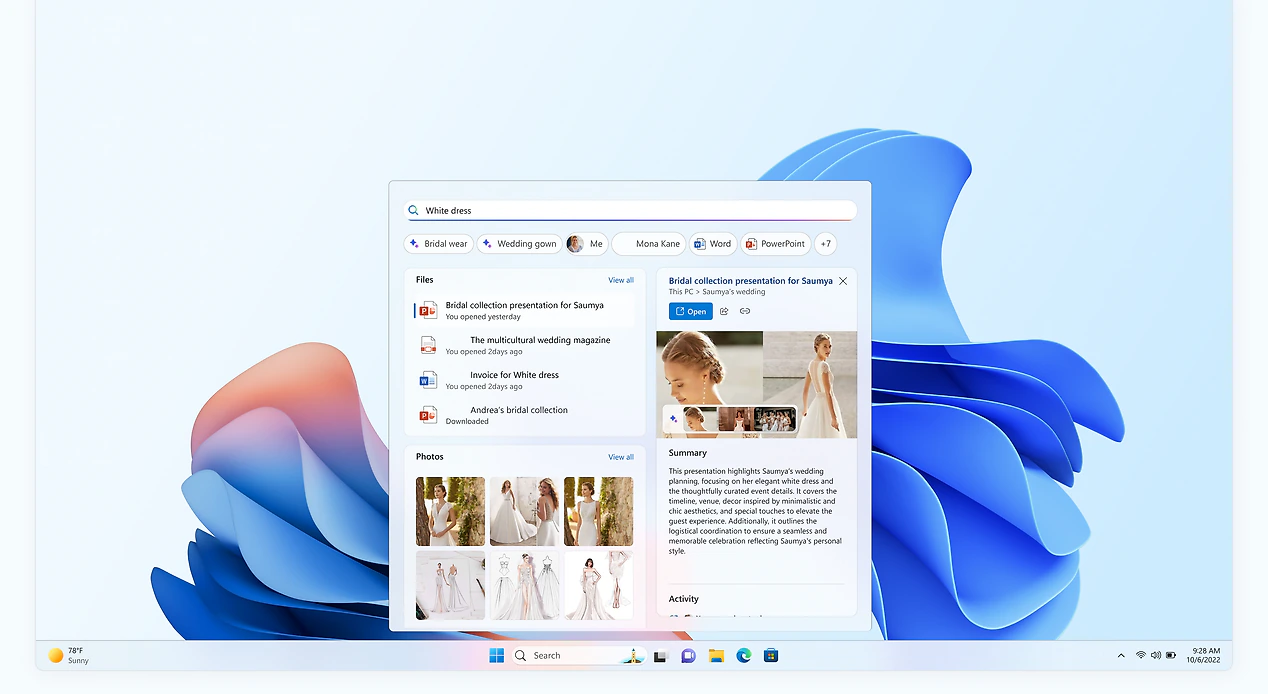 White dress
Bridal wear
Wedding gown
Me
Mona Kane
Word
PowerPoint
+7
Files
View all
Bridal collection presentation for Saumya
You opened yesterday
The multicultural wedding magazine
You opened 2days ago
Invoice for White dress
You opened 2days ago
Andrea's bridal collection
Downloaded
Photos
View all
Bridal collection presentation for Saumya
This PC > Saumya's wedding
Open
Summary
This presentation highlights Saumya's wedding
planning, focusing on her elegant white dress and
the thoughtfully curated event details. It covers the
timeline, venue, decor inspired by minimalistic and
chic aesthetics, and special touches to elevate the
guest experience. Additionally, it outlines the
logistical coordination to ensure a seamless and
memorable celebration reflecting Saumya's personal
style.
Activity
78°F
Sunny
Search
9:28 AM
10/6/2022